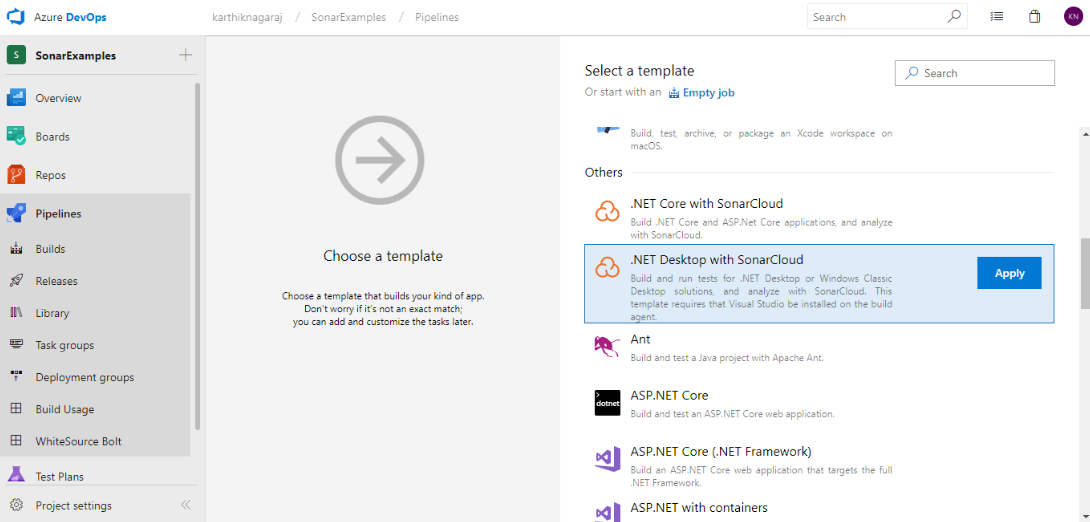 Azure DevOps
karthiknagaraj / SonarExamples / Pipelines
Search
KN
S SonarExamples
Overview
Boards
Repos
Pipelines
Builds
Releases
Library
Task groups
Deployment groups
Build Usage
WhiteSource Bolt
Test Plans
Project settings
Choose a template
Choose a template that builds your kind of app.
Don't worry if it's not an exact match;
you can add and customize the tasks later.
Select a template
Or start with an Empty job
Search
Build, test, archive, or package an Xcode workspace on
macOS.
Others
.NET Core with SonarCloud
Build .NET Core and ASP.Net Core applications, and analyze
with SonarCloud.
.NET Desktop with SonarCloud
Build and run tests for .NET Desktop or Windows Classic
Desktop solutions, and analyze with SonarCloud. This
template requires that Visual Studio be installed on the build
agent.
Apply
Ant
Build and test a Java project with Apache Ant.
>
dotnet
ASP.NET Core
Build and test an ASP.NET Core web application.
ASP.NET Core (.NET Framework)
Build an ASP.NET Core web application that targets the full
.NET Framework.
ASP.NET with containers